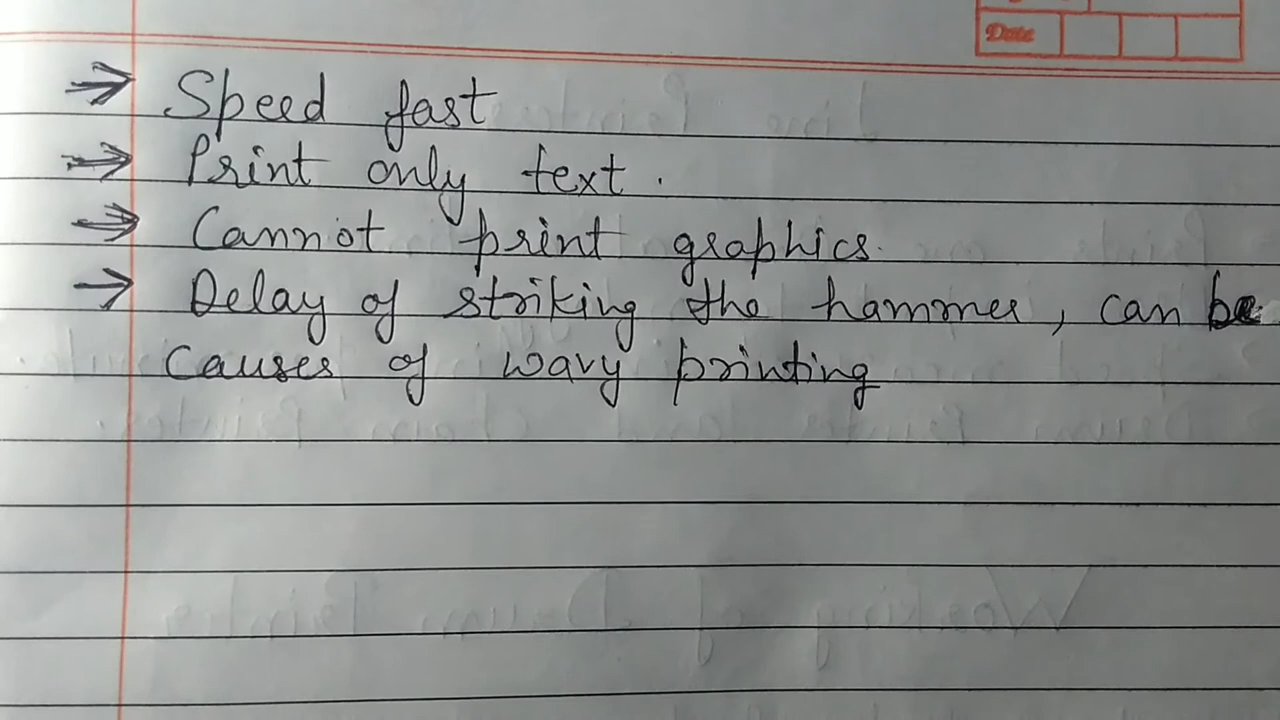 Date
⇒ Speed fast
⇒ Print only text.
⇒ Cannot print graphics.
→ Delay of striking the hammer, can be
causes of wavy printing